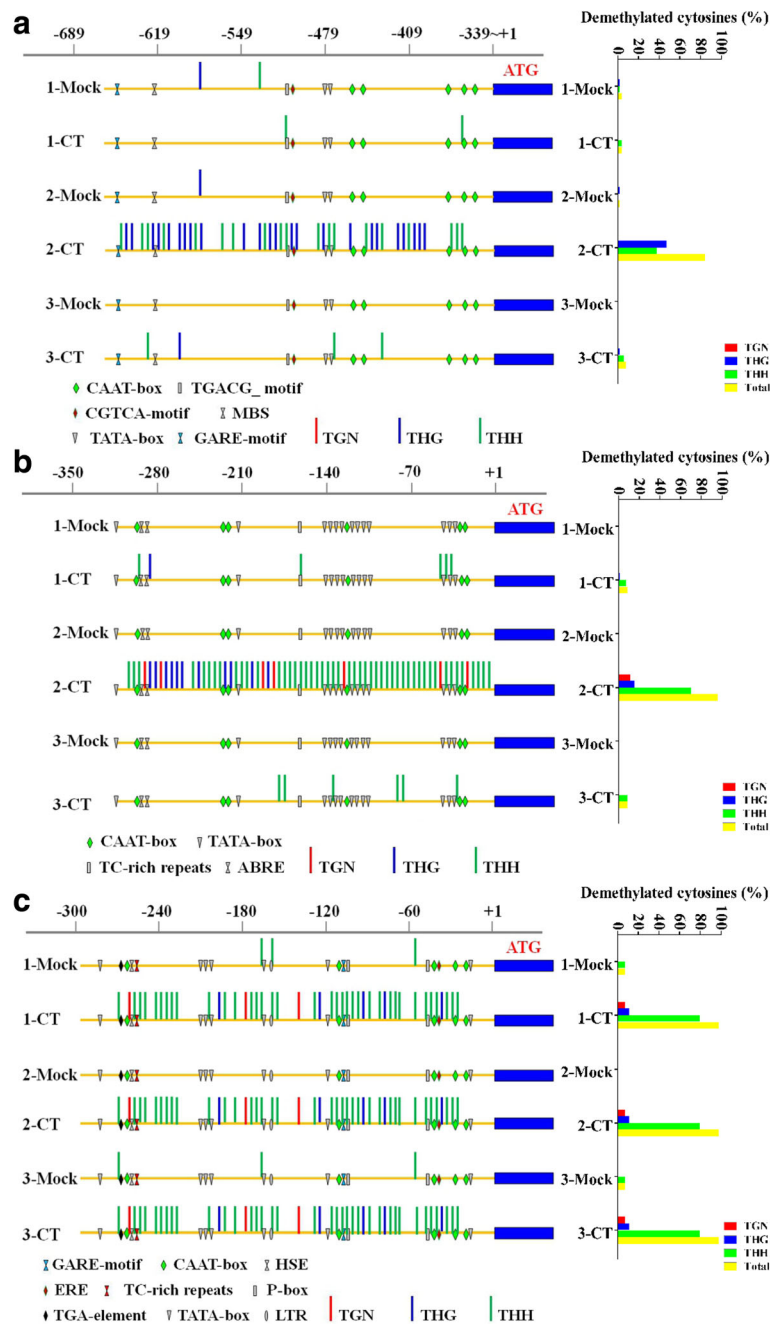 a
-689 -619 -549 -479 -409 -339~+1
Demethylated cytosines (%)
0 20 40 60 80 100
ATG
1-Mock 1-Mock
1-CT 1-CT
2-Mock 2-Mock
2-CT 2-CT
3-Mock 3-Mock
3-CT 3-CT
TGN
THG
THH
Total
CAAT-box TGACG_ motif
CGTCA-motif MBS
TATA-box GARE-motif TGN THG THH
b
-350 -280 -210 -140 -70 +1
Demethylated cytosines (%)
0 20 40 60 80 100
ATG
1-Mock 1-Mock
1-CT 1-CT
2-Mock 2-Mock
2-CT 2-CT
3-Mock 3-Mock
3-CT 3-CT
TGN
THG
THH
Total
CAAT-box TATA-box
TC-rich repeats ABRE TGN THG THH
c
-300 -240 -180 -120 -60 +1
Demethylated cytosines (%)
0 20 40 60 80 100
ATG
1-Mock 1-Mock
1-CT 1-CT
2-Mock 2-Mock
2-CT 2-CT
3-Mock 3-Mock
3-CT 3-CT
TGN
THG
THH
Total
GARE-motif CAAT-box HSE
ERE TC-rich repeats P-box
TGA-element TATA-box LTR TGN THG THH